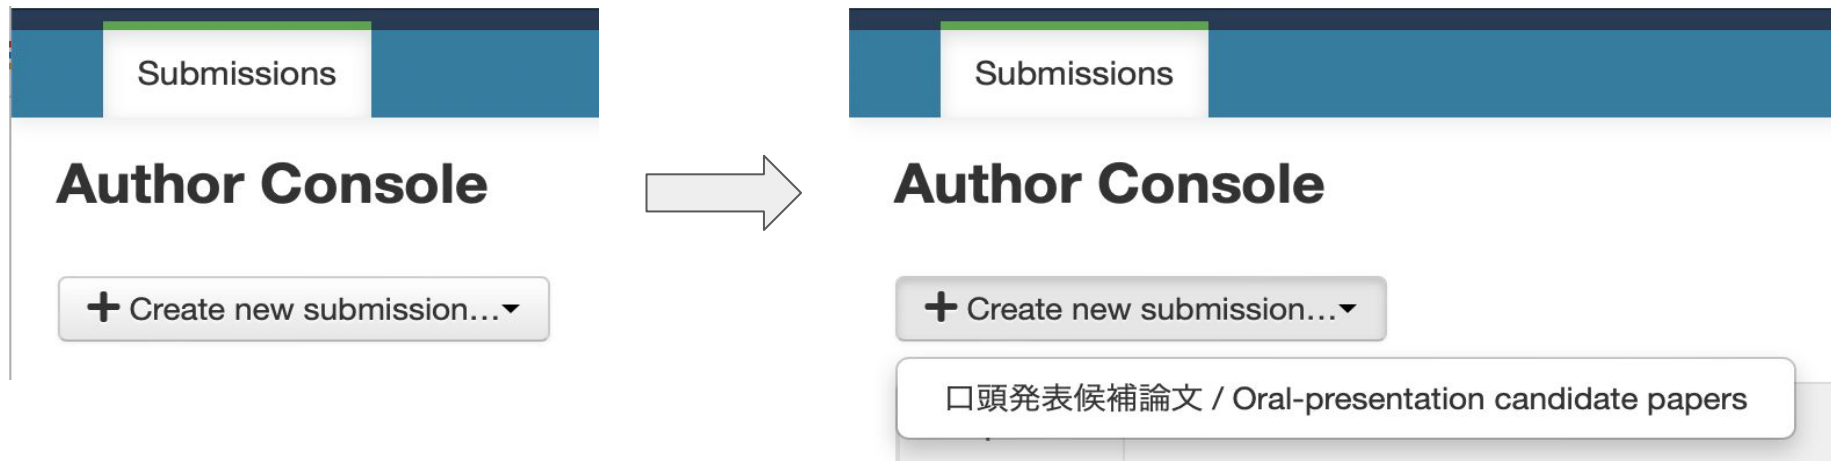 Submissions
Author Console
Create new submission...
Submissions
Author Console
Create new submission...
口頭発表候補論文 / Oral-presentation candidate papers